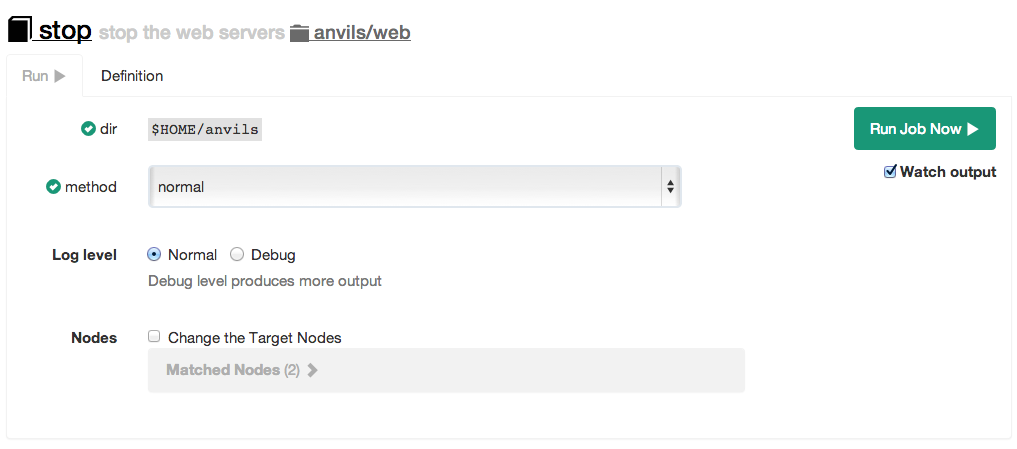 stop stop the web servers anvils/web
Run Definition
dir $HOME/anvils Run Job Now
Watch output
method normal
Log level Normal Debug
Debug level produces more output
Nodes Change the Target Nodes
Matched Nodes (2)